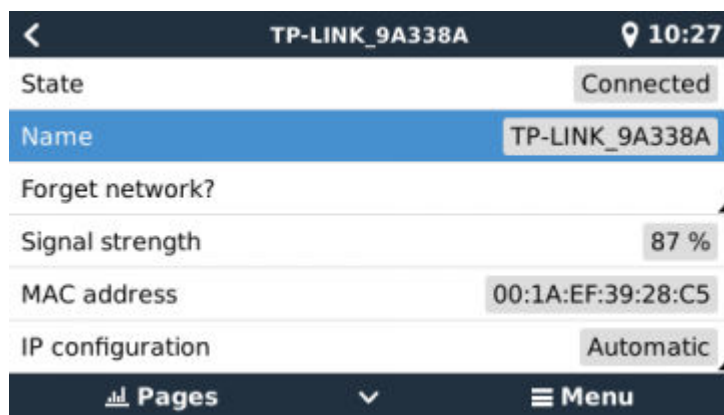 TP-LINK_9A338A 10:27
State Connected
Name TP-LINK_9A338A
Forget network?
Signal strength 87 %
MAC address 00:1A:EF:39:28:C5
IP configuration Automatic
Pages Menu